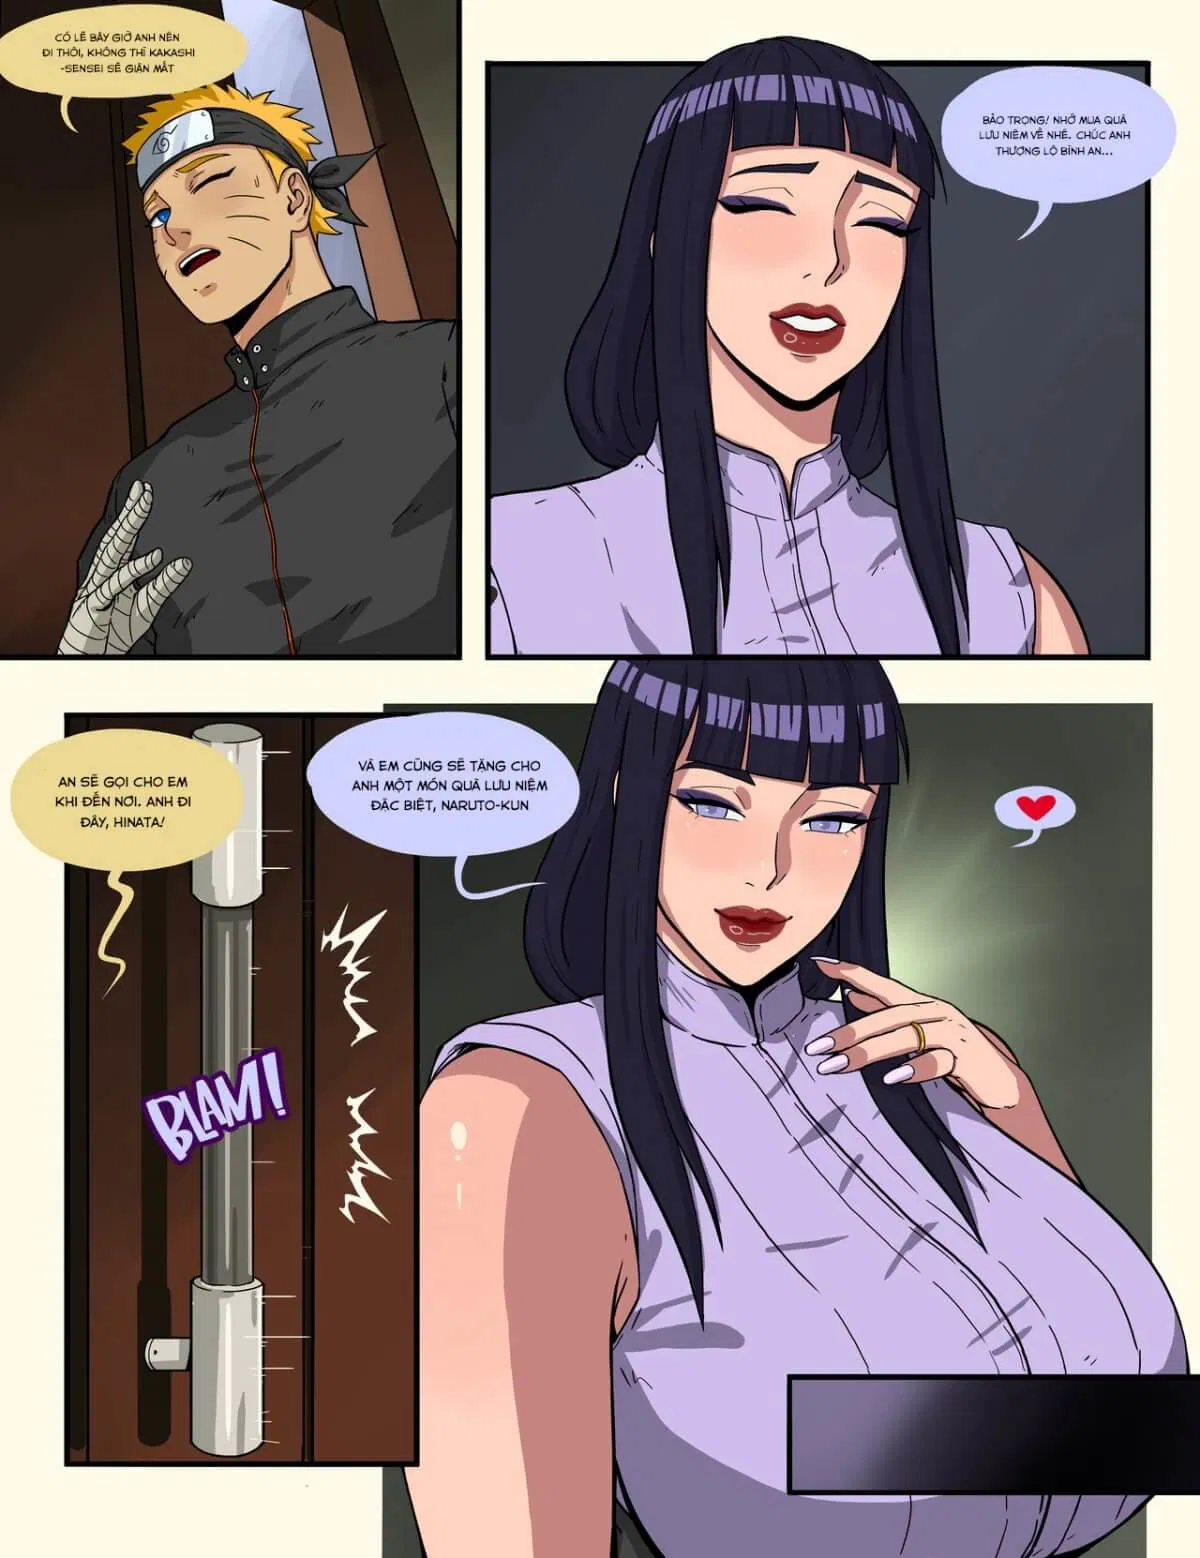 CÓ LẼ BÂY GIỜ ANH NÊN
ĐI THÔI, KHÔNG THÌ KAKASHI
-SENSEI SẼ GIẬN MẤT
BẢO TRỌNG! NHỚ MUA QUÀ
LƯU NIỆM VỀ NHÉ. CHÚC ANH
THƯỢNG LỘ BÌNH AN...
AN SẼ GỌI CHO EM
KHI ĐẾN NƠI. ANH ĐI
ĐÂY, HINATA!
VÀ EM CŨNG SẼ TẶNG CHO
ANH MỘT MÓN QUÀ LƯU NIỆM
ĐẶC BIỆT, NARUTO-KUN
BLAM!